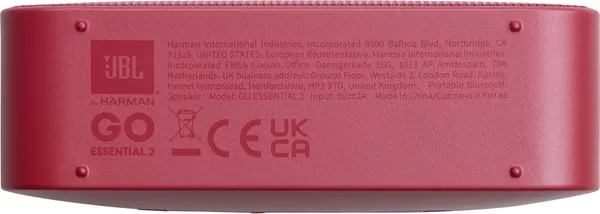 JBL
by HARMAN
GO
ESSENTIAL 2
Harman International Industries, Incorporated 8500 Balboa Blvd, Northridge, CA
91329, UNITED STATES. European Representative, Harman International Industries,
Incorporated EMEA Liaison Office, Danzigerkade 16G, 1013 AP Amsterdam, The
Netherlands. UK business address: Ground Floor, Westside 2, London Road, Apsley,
Hemel Hempstead, Hertfordshire, HP3 9TD, United Kingdom. Portable Bluetooth
Speaker Model: GO ESSENTIAL 2 Input: 5V⎓1A Made in China/Сделано в Китае
CE
UK
CA